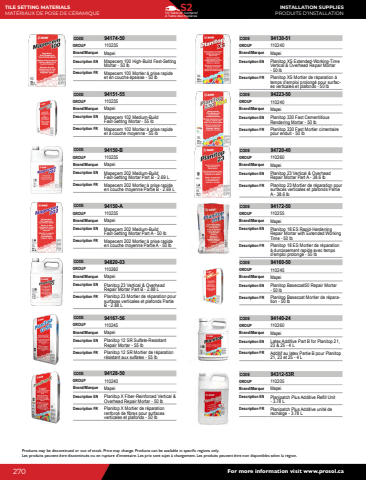 TILE SETTING MATERIALS
MATÉRIAUX DE POSE DE CÉRAMIQUE
S2
INSTALLATION SUPPLIES
PRODUITS D'INSTALLATION
CODE 94174-50
GROUP 110235
Brand/Marque Mapei
Description EN Mapecem 100 High-Build Fast-Setting
Mortar - 50 lb
Description FR Mapecem 100 Mortier à prise rapide
et en couche épaisse - 50 lb
CODE 94151-55
GROUP 110235
Brand/Marque Mapei
Description EN Mapecem 102 Medium-Build
Fast-Setting Mortar - 55 lb
Description FR Mapecem 102 Mortier à prise rapide
et à couche moyenne - 55 lb
CODE 94150-B
GROUP 110235
Brand/Marque Mapei
Description EN Mapecem 202 Medium-Build
Fast-Setting Mortar Part B - 2.69 L
Description FR Mapecem 202 Mortier à prise rapide
en couche moyenne Partie B - 2.69 L
CODE 94150-A
GROUP 110235
Brand/Marque Mapei
Description EN Mapecem 202 Medium-Build
Fast-Setting Mortar Part A - 50 lb
Description FR Mapecem 202 Mortier à prise rapide
en couche moyenne Partie A - 50 lb
CODE 94820-03
GROUP 110260
Brand/Marque Mapei
Description EN Planitop 23 Vertical & Overhead
Repair Mortar Part B - 2.88 L
Description FR Planitop 23 Mortier de réparation pour
surfaces verticales et plafonds Partie
B - 2.88 L
CODE 94167-56
GROUP 110245
Brand/Marque Mapei
Description EN Planitop 12 SR Sulfate-Resistant
Repair Mortar - 55 lb
Description FR Planitop 12 SR Mortier de réparation
résistant aux sulfates - 55 lb
CODE 94128-50
GROUP 110240
Brand/Marque Mapei
Description EN Planitop X Fiber-Reinforced Vertical &
Overhead Repair Mortar - 50 lb
Description FR Planitop X Mortier de réparation
renforcé de fibres pour surfaces
verticales et plafonds - 50 lb
CODE 94138-51
GROUP 110240
Brand/Marque Mapei
Description EN Planitop XS Extended-Working-Time
Vertical & Overhead Repair Mortar
- 50 lb
Description FR Planitop XS Mortier de réparation à
temps d'emploi prolongé pour surfac-
es verticales et plafonds - 50 lb
CODE 94223-50
GROUP 110240
Brand/Marque Mapei
Description EN Planitop 330 Fast Cementitious
Rendering Mortar - 50 lb
Description FR Planitop 330 Fast Mortier cimentaire
pour enduit - 50 lb
CODE 94720-40
GROUP 110260
Brand/Marque Mapei
Description EN Planitop 23 Vertical & Overhead
Repair Mortar Part A - 38.6 lb
Description FR Planitop 23 Mortier de réparation pour
surfaces verticales et plafonds Partie
A - 38.6 lb
CODE 94172-50
GROUP 110255
Brand/Marque Mapei
Description EN Planitop 18 ES Rapid-Hardening
Repair Mortar with Extended Working
Time - 50 lb
Description FR Planitop 18 ES Mortier de réparation
à durcissement rapide avec temps
d'emploi prolongé - 50 lb
CODE 94160-50
GROUP 110245
Brand/Marque Mapei
Description EN Planitop Basecoat50 Repair Mortar
- 50 lb
Description FR Planitop Basecoat Mortier de répara-
tion - 50 lb
CODE 94140-24
GROUP 110260
Brand/Marque Mapei
Description EN Latex Additive Part B for Planitop 21,
23 & 25 - 4 L
Description FR Additif au latex Partie B pour Planitop
21, 23 et 25 - 4 L
CODE 94312-53R
GROUP 110205
Brand/Marque Mapei
Description EN Planipatch Plus Additive Refill Unit
- 3.78 L
Description FR Planipatch Plus Additive unité de
recharge - 3.78 L
Products may be discontinued or out of stock. Price may change. Products can be available in specific regions only.
Les produits peuvent être discontinués ou en rupture d'inventaire. Les prix sont sujet à changement. Les produits peuvent être non disponibles selon la région.
270
For more information visit www.prosol.ca